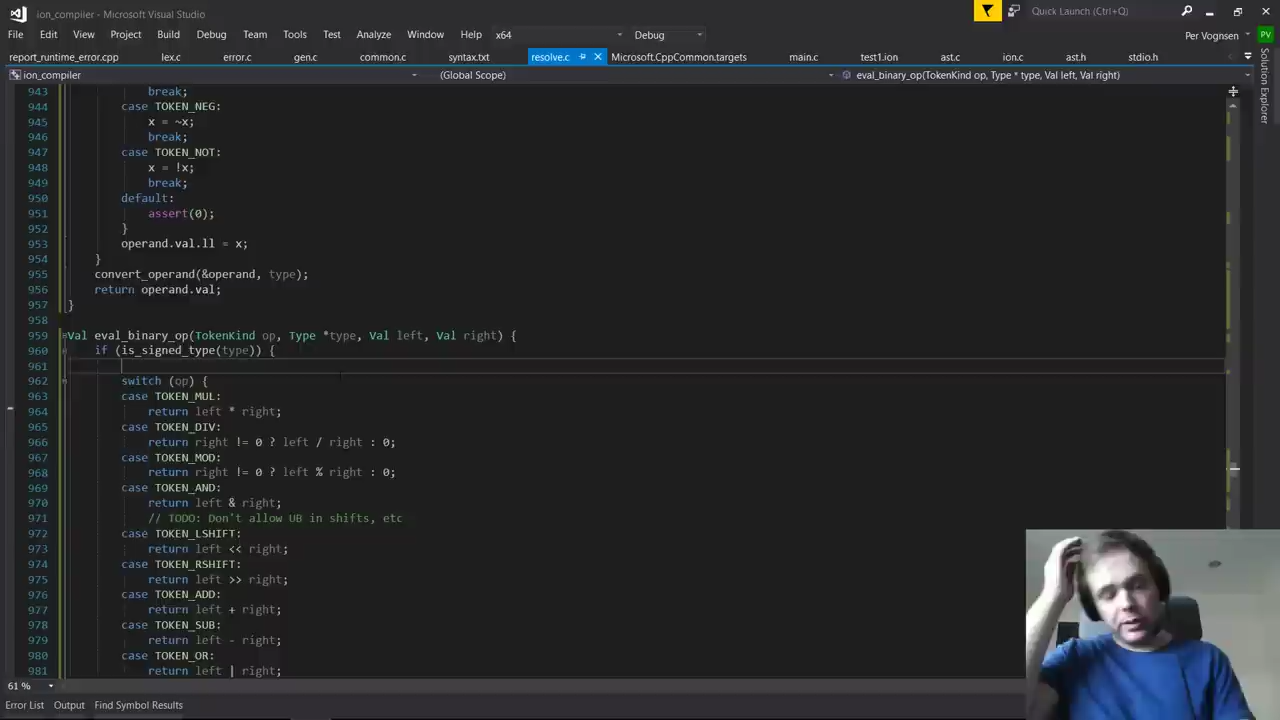 ion_compiler - Microsoft Visual Studio
Quick Launch (Ctrl+Q)
File Edit View Project Build Debug Team Tools Test Analyze Window Help x64 Debug
Per Vognsen PV
report_runtime_error.cpp lex.c error.c gen.c common.c syntax.txt resolve.c Microsoft.CppCommon.targets main.c test1.ion ast.c ion.c ast.h stdio.h
ion_compiler (Global Scope) eval_binary_op(TokenKind op, Type * type, Val left, Val right)
Solution Explorer
943 break;
944 case TOKEN_NEG:
945 x = ~x;
946 break;
947 case TOKEN_NOT:
948 x = !x;
949 break;
950 default:
951 assert(0);
952 }
953 operand.val.ll = x;
954 }
955 convert_operand(&operand, type);
956 return operand.val;
957 }
958
959 Val eval_binary_op(TokenKind op, Type *type, Val left, Val right) {
960 if (is_signed_type(type)) {
961
962 switch (op) {
963 case TOKEN_MUL:
964 return left * right;
965 case TOKEN_DIV:
966 return right != 0 ? left / right : 0;
967 case TOKEN_MOD:
968 return right != 0 ? left % right : 0;
969 case TOKEN_AND:
970 return left & right;
971 // TODO: Don't allow UB in shifts, etc
972 case TOKEN_LSHIFT:
973 return left << right;
974 case TOKEN_RSHIFT:
975 return left >> right;
976 case TOKEN_ADD:
977 return left + right;
978 case TOKEN_SUB:
979 return left - right;
980 case TOKEN_OR:
981 return left | right;
61 %
Error List Output Find Symbol Results